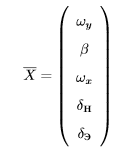 ω_y
β
X̅ = ω_x
δ_н
δ_э